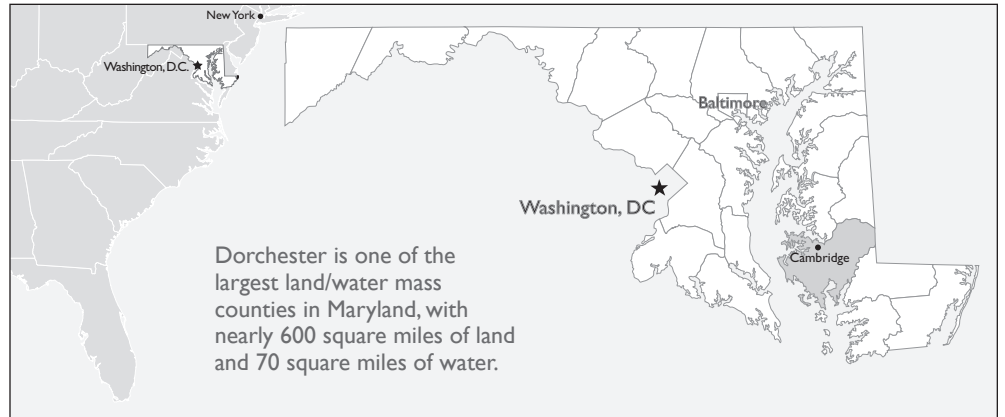 New York
Washington, D.C.
Baltimore
Washington, DC
Cambridge
Dorchester is one of the
largest land/water mass
counties in Maryland, with
nearly 600 square miles of land
and 70 square miles of water.